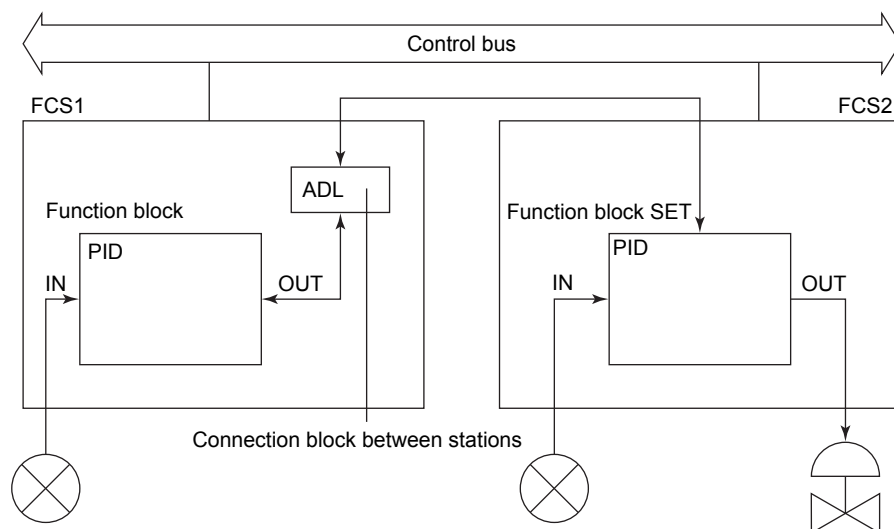 Control bus
FCS1
FCS2
ADL
Function block
PID
IN
OUT
Function block SET
PID
IN
OUT
Connection block between stations